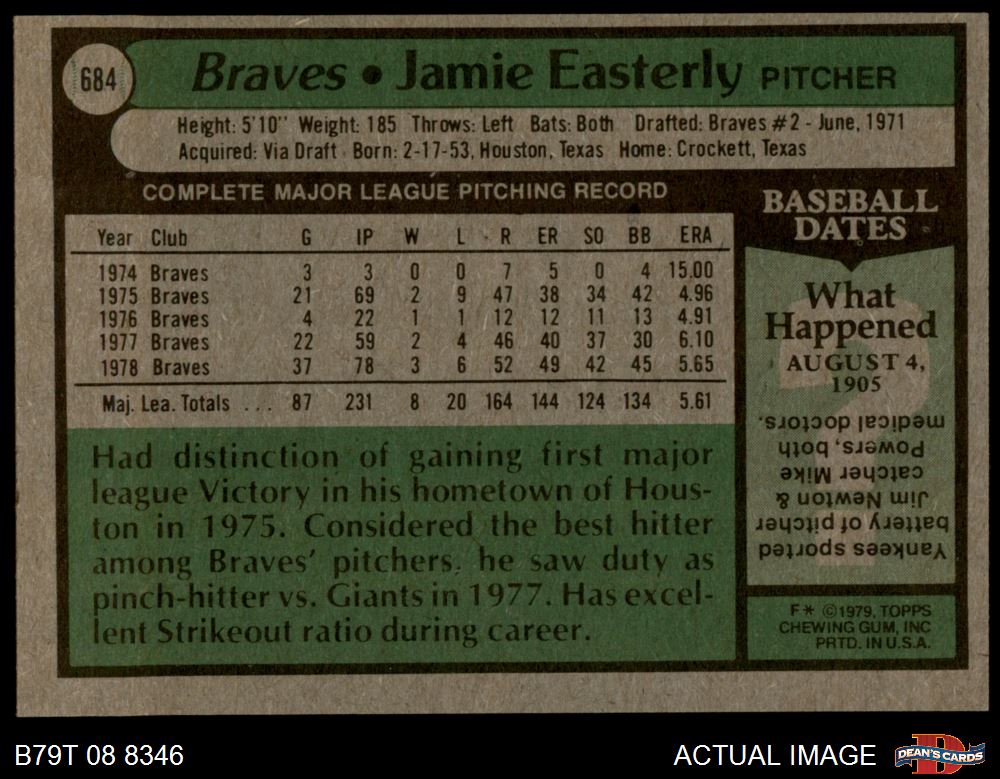 684
Braves • Jamie Easterly PITCHER
Height: 5'10" Weight: 185 Throws: Left Bats: Both Drafted: Braves #2 - June, 1971
Acquired: Via Draft Born: 2-17-53, Houston, Texas Home: Crockett, Texas
COMPLETE MAJOR LEAGUE PITCHING RECORD
Year Club G IP W L R ER SO BB ERA
1974 Braves 3 3 0 0 7 5 0 4 15.00
1975 Braves 21 69 2 9 47 38 34 42 4.96
1976 Braves 4 22 1 1 12 12 11 13 4.91
1977 Braves 22 59 2 4 46 40 37 30 6.10
1978 Braves 37 78 3 6 52 49 42 45 5.65
Maj. Lea. Totals ... 87 231 8 20 164 144 124 134 5.61
Had distinction of gaining first major
league Victory in his hometown of Hous-
ton in 1975. Considered the best hitter
among Braves' pitchers, he saw duty as
pinch-hitter vs. Giants in 1977. Has excel-
lent Strikeout ratio during career.
BASEBALL
DATES
What
Happened
AUGUST 4,
1905
Yankees sported
battery of pitcher
Jim Newton &
catcher Mike
Powers, both
medical doctors.
F* ©1979, TOPPS
CHEWING GUM, INC
PRTD. IN U.S.A.
B79T 08 8346
ACTUAL IMAGE
DEAN'S CARDS